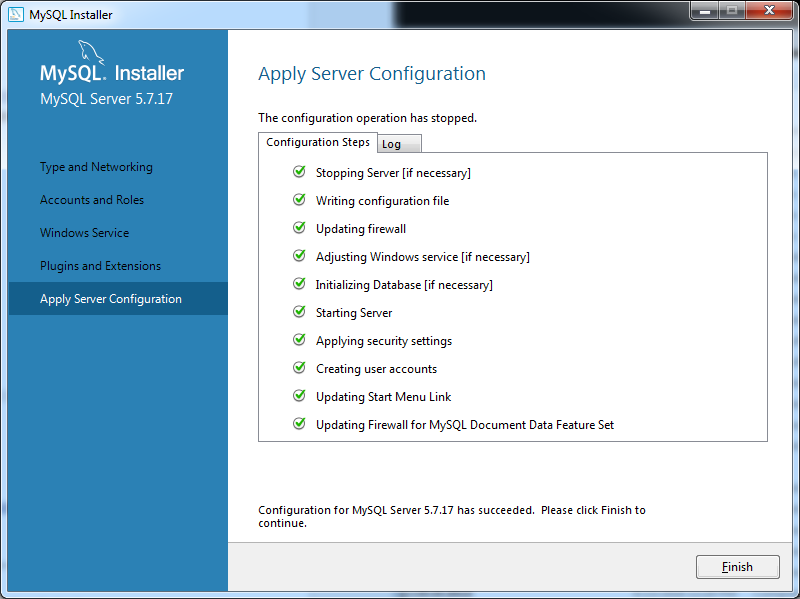 MySQL Installer
MySQL. Installer
MySQL Server 5.7.17
Type and Networking
Accounts and Roles
Windows Service
Plugins and Extensions
Apply Server Configuration
Apply Server Configuration
The configuration operation has stopped.
Configuration Steps Log
Stopping Server [if necessary]
Writing configuration file
Updating firewall
Adjusting Windows service [if necessary]
Initializing Database [if necessary]
Starting Server
Applying security settings
Creating user accounts
Updating Start Menu Link
Updating Firewall for MySQL Document Data Feature Set
Configuration for MySQL Server 5.7.17 has succeeded.  Please click Finish to
continue.
Finish